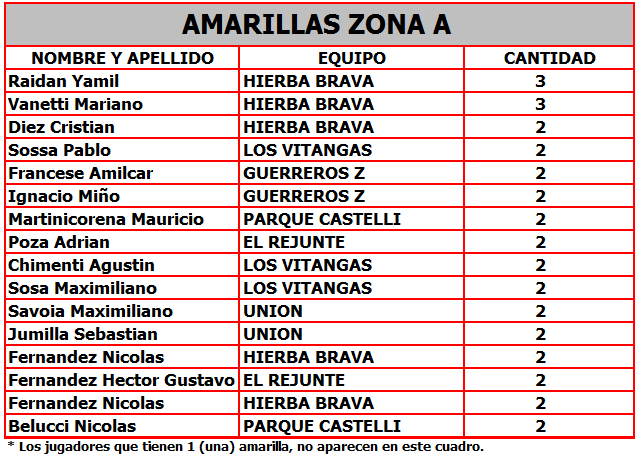 AMARILLAS ZONA A
NOMBRE Y APELLIDO EQUIPO CANTIDAD
Raidan Yamil HIERBA BRAVA 3
Vanetti Mariano HIERBA BRAVA 3
Diez Cristian HIERBA BRAVA 2
Sossa Pablo LOS VITANGAS 2
Francese Amilcar GUERREROS Z 2
Ignacio Miño GUERREROS Z 2
Martinicorena Mauricio PARQUE CASTELLI 2
Poza Adrian EL REJUNTE 2
Chimenti Agustin LOS VITANGAS 2
Sosa Maximiliano LOS VITANGAS 2
Savoia Maximiliano UNION 2
Jumilla Sebastian UNION 2
Fernandez Nicolas HIERBA BRAVA 2
Fernandez Hector Gustavo EL REJUNTE 2
Fernandez Nicolas HIERBA BRAVA 2
Belucci Nicolas PARQUE CASTELLI 2
* Los jugadores que tienen 1 (una) amarilla, no aparecen en este cuadro.